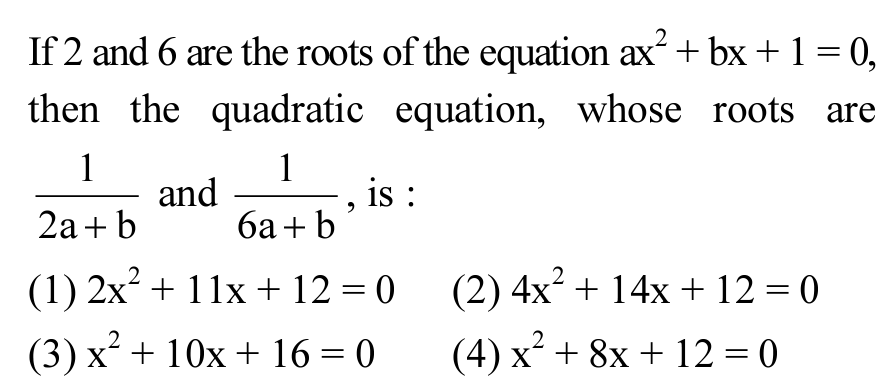 If 2 and 6 are the roots of the equation ax² + bx + 1 = 0,
then the quadratic equation, whose roots are
1/(2a + b) and 1/(6a + b), is :
(1) 2x² + 11x + 12 = 0 (2) 4x² + 14x + 12 = 0
(3) x² + 10x + 16 = 0 (4) x² + 8x + 12 = 0